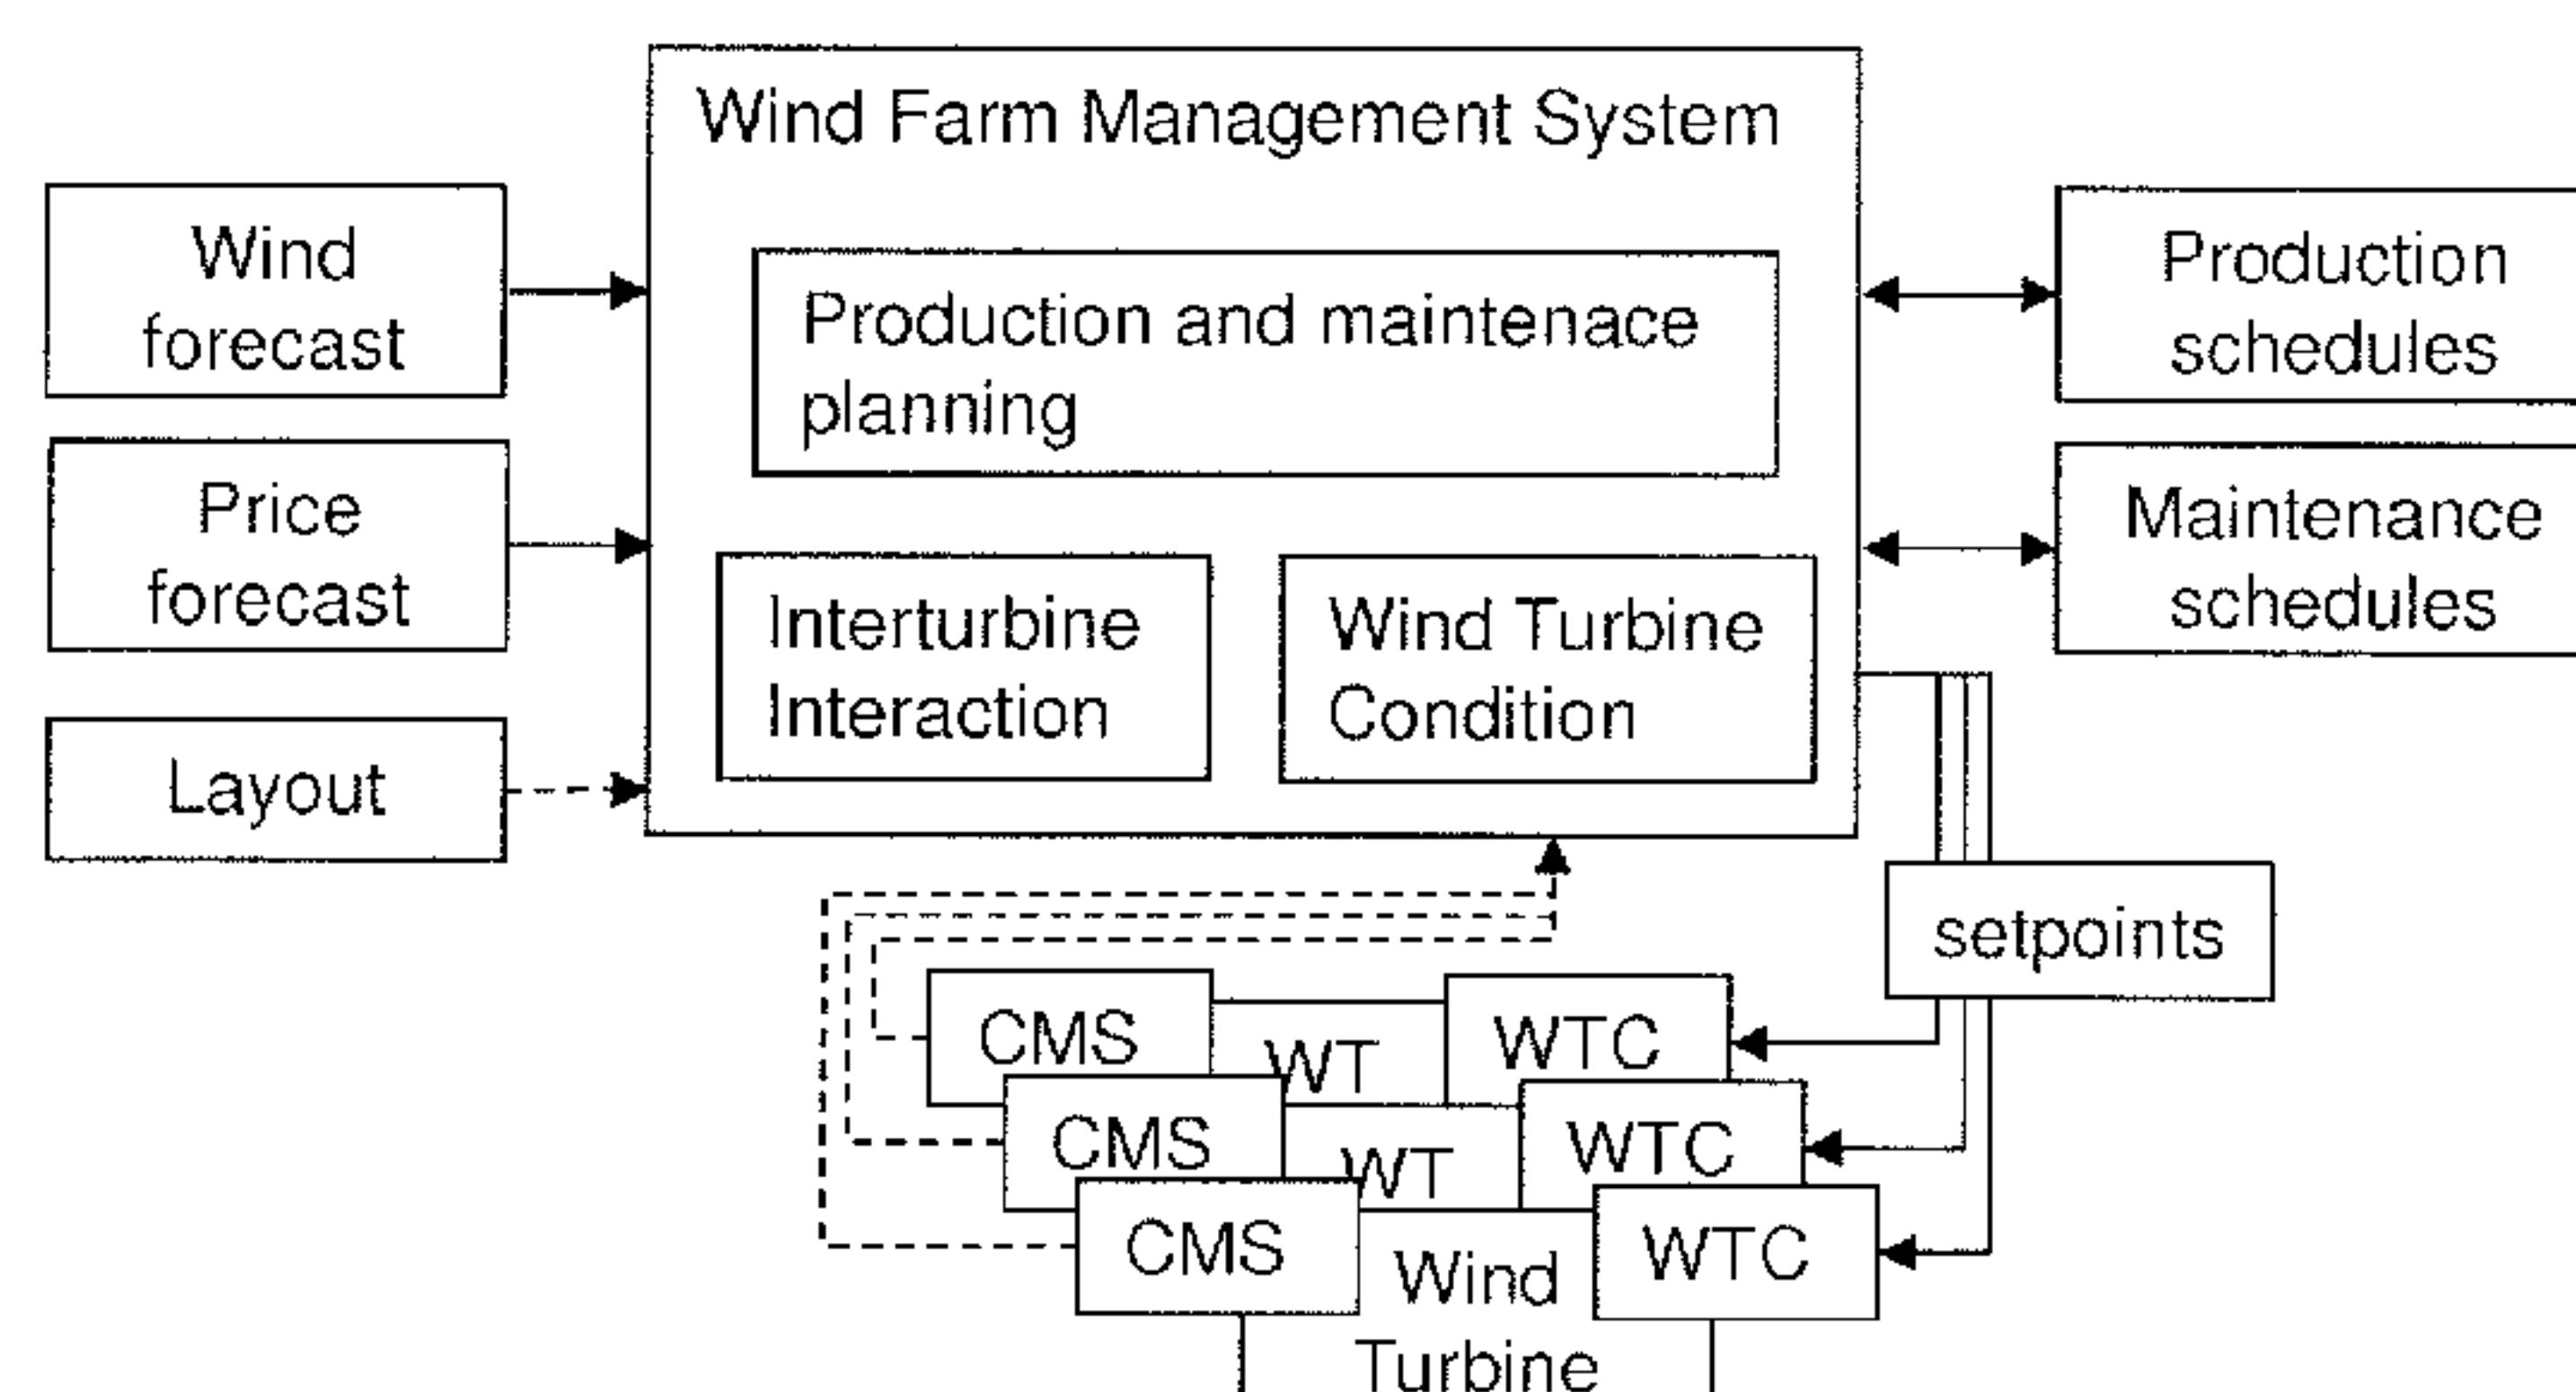 Wind Farm Management System
Wind
forecast
Production and maintenace
planning
Production
schedules
Price
forecast
Maintenance
schedules
Interturbine
Interaction
Wind Turbine
Condition
Layout
setpoints
CMS
WT
WTC
CMS
WT
WTC
CMS
Wind
Turbine
WTC